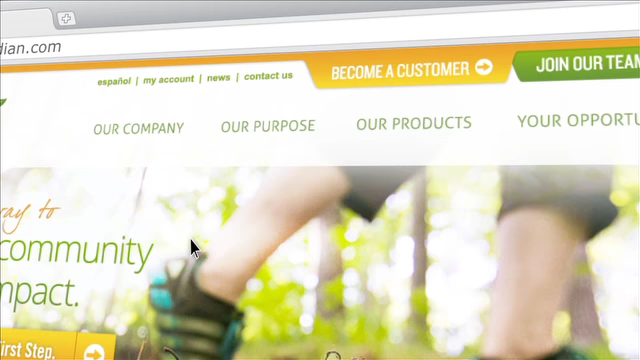 dian.com
español | my account | news | contact us
BECOME A CUSTOMER
JOIN OUR TEAM
OUR COMPANY
OUR PURPOSE
OUR PRODUCTS
YOUR OPPORTU
way to
community
mpact.
First Step.